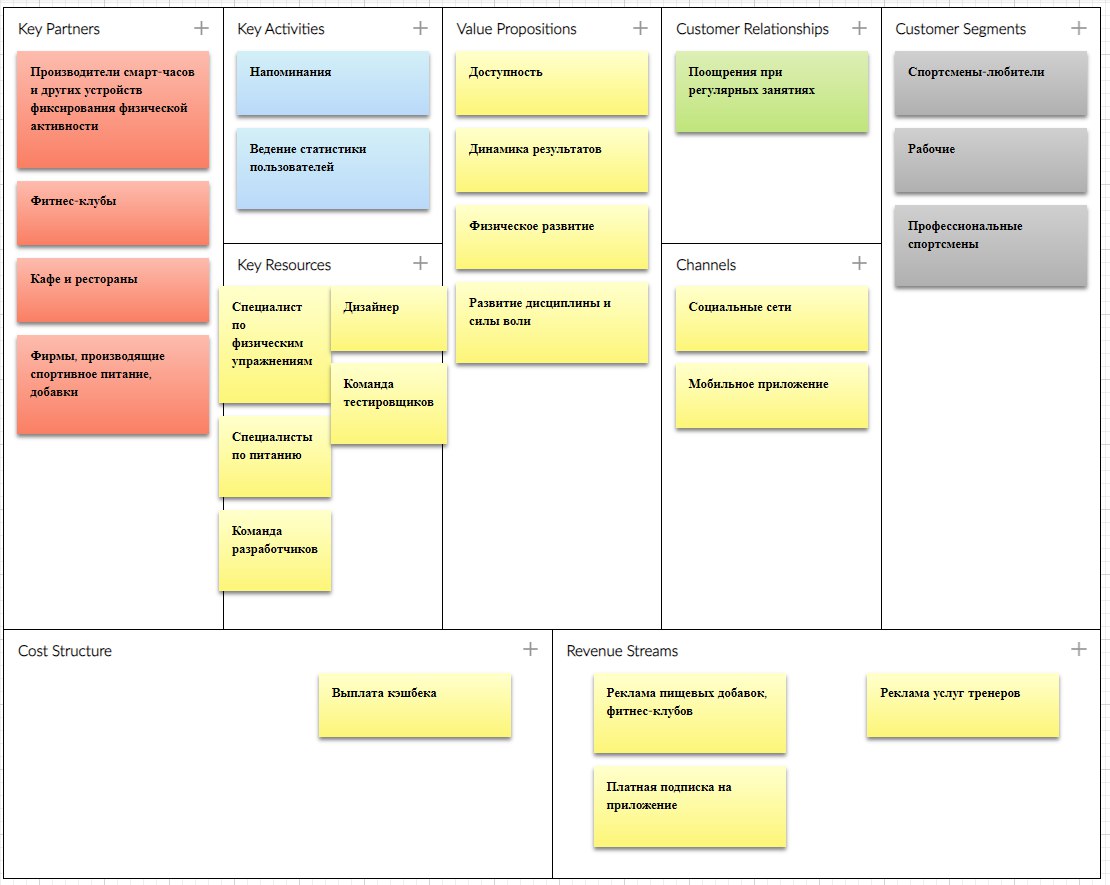 Key Partners
Производители смарт-часов
и других устройств
фиксирования физической
активности
Фитнес-клубы
Кафе и рестораны
Фирмы, производящие
спортивное питание,
добавки
Key Activities
Напоминания
Ведение статистики
пользователей
Key Resources
Специалист
по
физическим
упражнениям
Специалисты
по питанию
Команда
разработчиков
Дизайнер
Команда
тестировщиков
Value Propositions
Доступность
Динамика результатов
Физическое развитие
Развитие дисциплины и
силы воли
Customer Relationships
Поощрения при
регулярных занятиях
Channels
Социальные сети
Мобильное приложение
Customer Segments
Спортсмены-любители
Рабочие
Профессиональные
спортсмены
Cost Structure
Выплата кэшбека
Revenue Streams
Реклама пищевых добавок,
фитнес-клубов
Платная подписка на
приложение
Реклама услуг тренеров